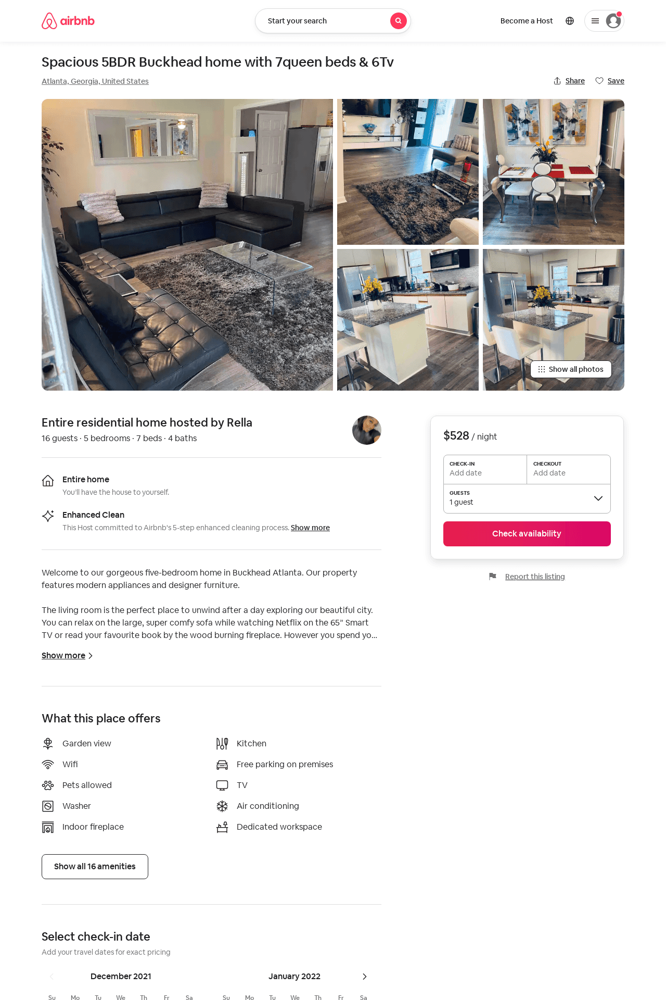 airbnb
Start your search
Become a Host
Spacious 5BDR Buckhead home with 7queen beds & 6Tv
Atlanta, Georgia, United States
Share
Save
Show all photos
Entire residential home hosted by Rella
16 guests · 5 bedrooms · 7 beds · 4 baths
Entire home
You’ll have the house to yourself.
Enhanced Clean
This Host committed to Airbnb's 5-step enhanced cleaning process. Show more
$528 / night
CHECK-IN
Add date
CHECKOUT
Add date
GUESTS
1 guest
Check availability
Report this listing
Welcome to our gorgeous five-bedroom home in Buckhead Atlanta. Our property
features modern appliances and designer furniture.
The living room is the perfect place to unwind after a day exploring our beautiful city.
You can relax on the large, super comfy sofa while watching Netflix on the 65” Smart
TV or read your favourite book by the wood burning fireplace. However you spend yo…
Show more
What this place offers
Garden view
Kitchen
Wifi
Free parking on premises
Pets allowed
TV
Washer
Air conditioning
Indoor fireplace
Dedicated workspace
Show all 16 amenities
Select check-in date
Add your travel dates for exact pricing
December 2021
January 2022
Su Mo Tu We Th Fr Sa
Su Mo Tu We Th Fr Sa